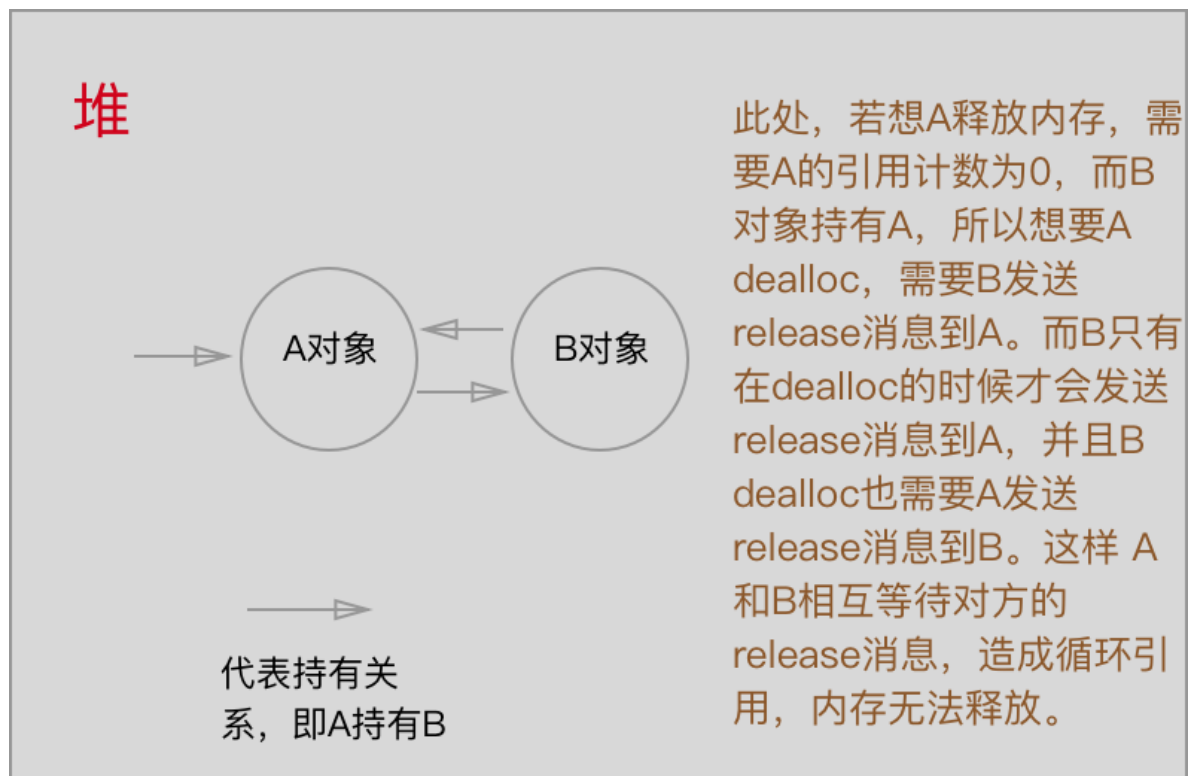 堆
此处，若想A释放内存，需
要A的引用计数为0，而B
对象持有A，所以想要A
dealloc，需要B发送
release消息到A。而B只有
在dealloc的时候才会发送
release消息到A，并且B
dealloc也需要A发送
release消息到B。这样 A
和B相互等待对方的
release消息，造成循环引
用，内存无法释放。
A对象
B对象
代表持有关
系，即A持有B